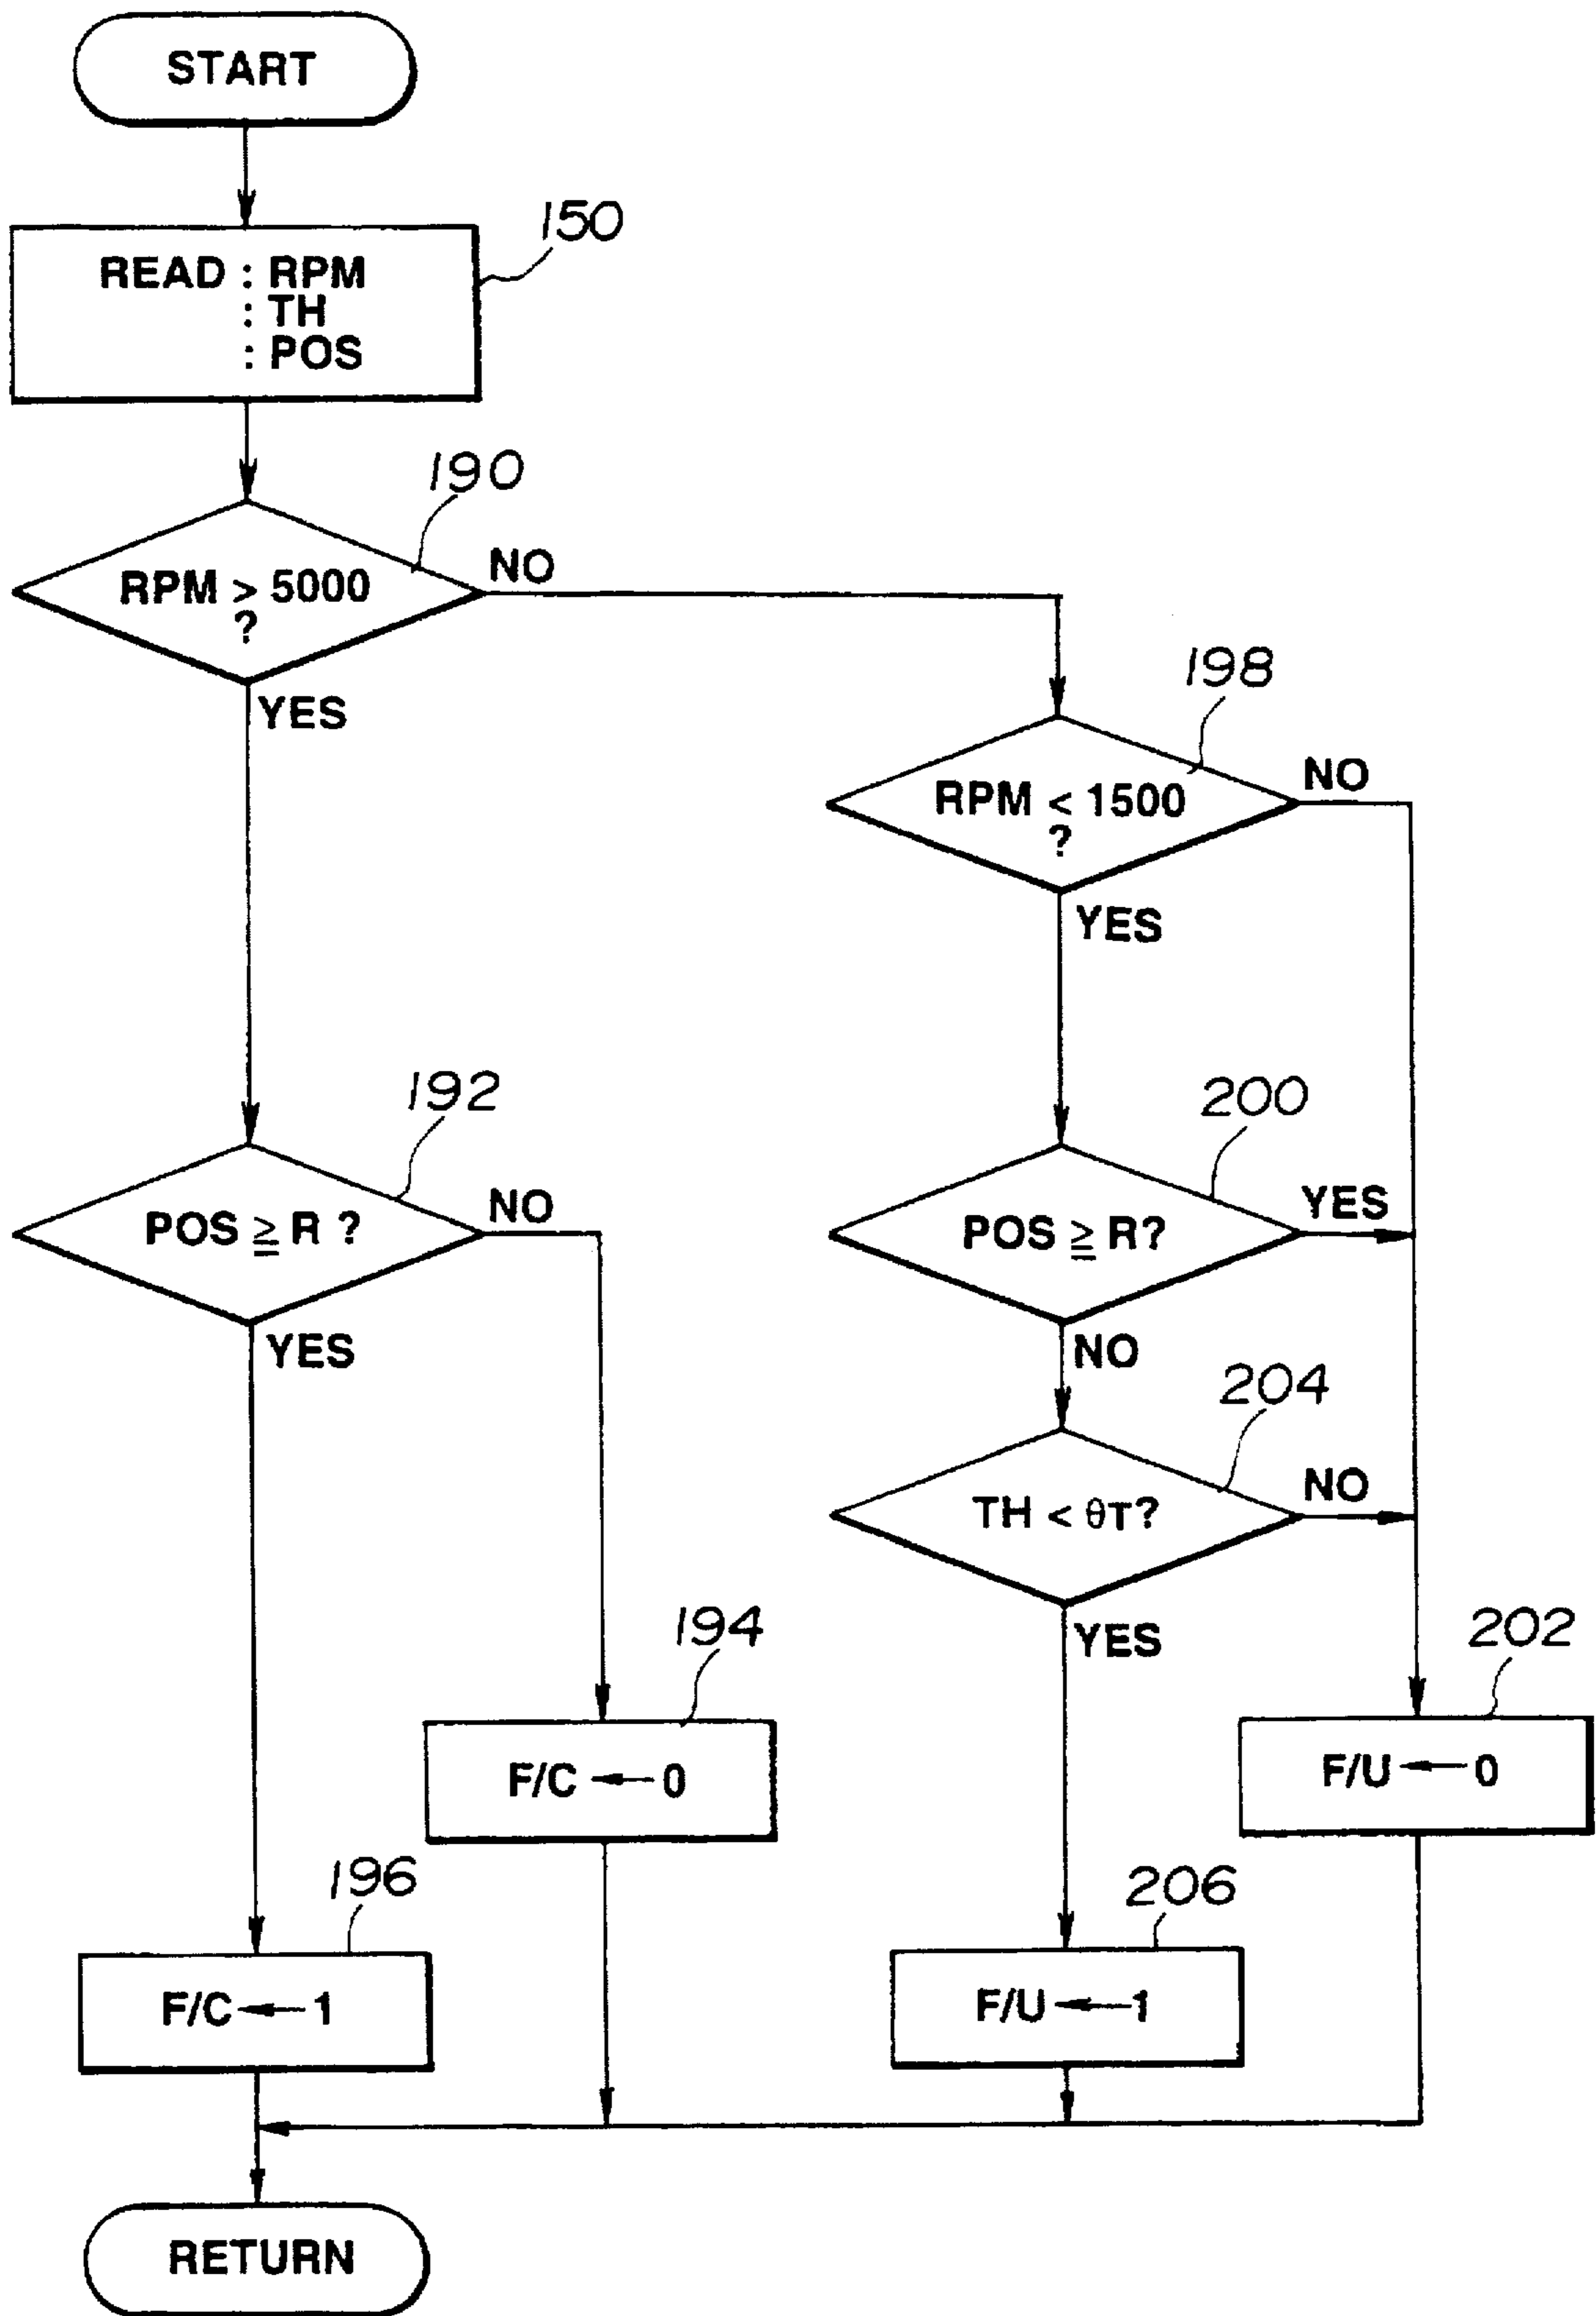 START
150
READ : RPM
: TH
: POS
190
RPM > 5000
?
NO
YES
198
RPM < 1500
?
NO
YES
192
POS ≧ R ?
NO
YES
200
POS ≧ R?
YES
NO
204
TH < θT?
NO
YES
194
F/C ← 0
202
F/U ← 0
196
F/C ← 1
206
F/U ← 1
RETURN